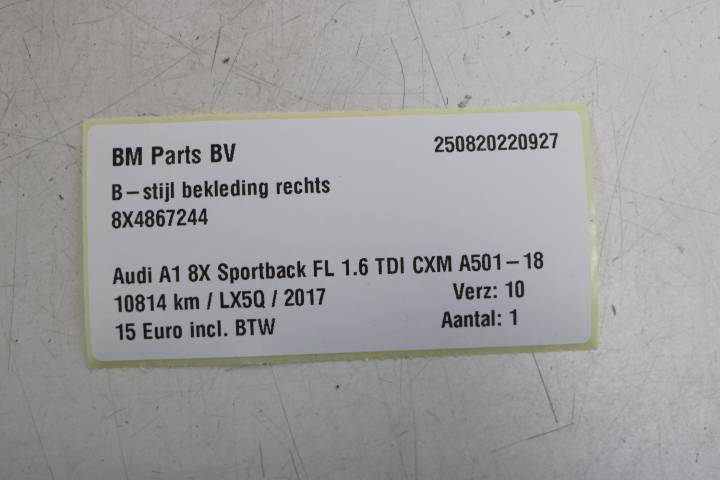 BM Parts BV 250820220927
B-stijl bekleding rechts
8X4867244
Audi A1 8X Sportback FL 1.6 TDI CXM A501-18
10814 km / LX5Q / 2017 Verz: 10
15 Euro incl. BTW Aantal: 1